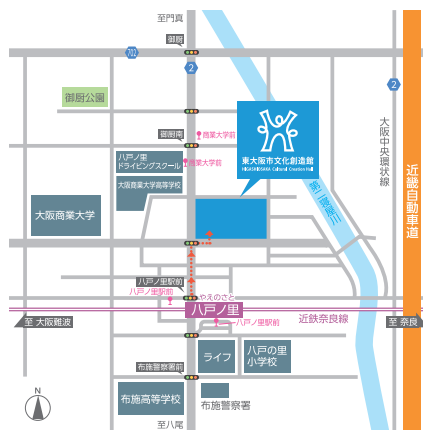 至門真
御厨
702
2
2
御厨公園
御厨南
商業大学前
八戸ノ里
ドライビングスクール
商業大学前
大阪商業大学高等学校
大阪商業大学
東大阪市文化創造館
HIGASHIOSAKA Cultural Creation Hall
第二寝屋川
大阪中央環状線
近畿自動車道
八戸ノ里駅前
八戸ノ里駅前
やえのさと
八戸ノ里
八戸ノ里駅前
近鉄奈良線
至 大阪難波
至 奈良
布施警察署前
ライフ
八戸の里
小学校
布施高等学校
布施警察署
N
至八尾